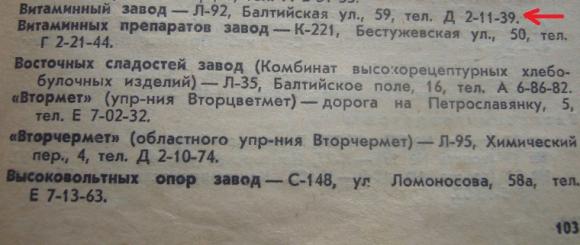 Витаминный завод — Л-92, Балтийская ул., 59, тел. Д 2-11-39.
Витаминных препаратов завод — К-221, Бестужевская ул., 50, тел.
Г 2-21-44.
Восточных сладостей завод (Комбинат высокорецептурных хлебо-
булочных изделий) — Л-35, Балтийское поле, 16, тел. А 6-86-82.
«Втормет» (упр-ния Вторцветмет) — дорога на Петрославянку, 5,
тел. Е 7-02-32.
«Вторчермет» (областного упр-ния Вторчермет) — Л-95, Химический
пер., 4, тел. Д 2-10-74.
Высоковольтных опор завод — С-148, ул Ломоносова, 58а, тел.
Е 7-13-63.
103